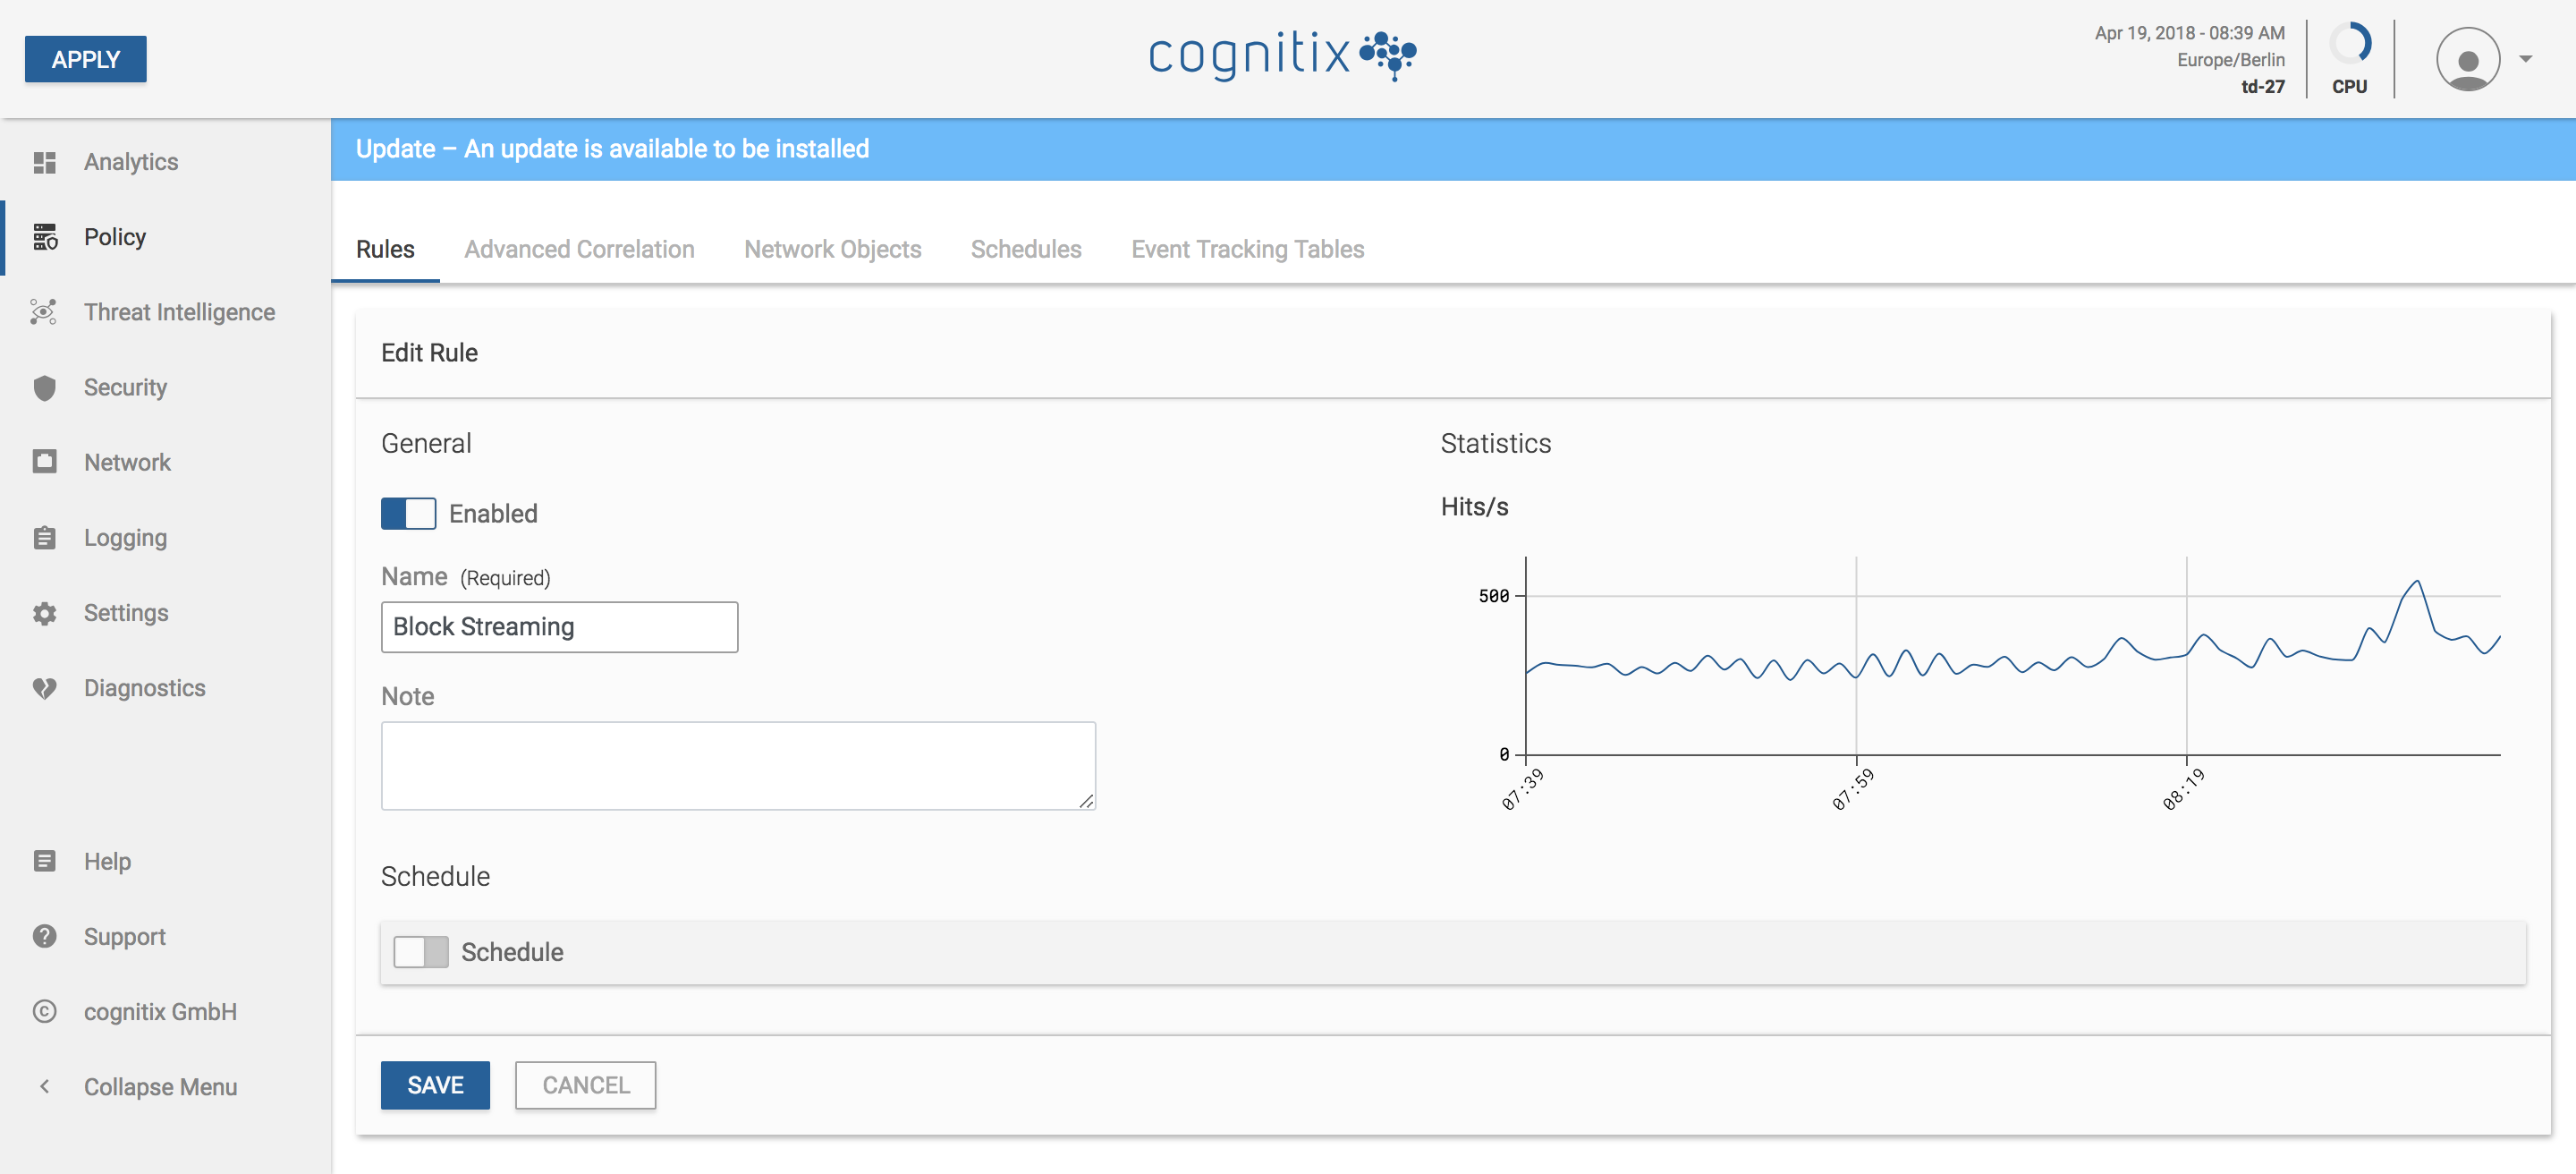 APPLY
cognitix
Apr 19, 2018 - 08:39 AM
Europe/Berlin
td-27
CPU
Analytics
Policy
Threat Intelligence
Security
Network
Logging
Settings
Diagnostics
Help
Support
cognitix GmbH
Collapse Menu
Update – An update is available to be installed
Rules
Advanced Correlation
Network Objects
Schedules
Event Tracking Tables
Edit Rule
General
Enabled
Name (Required)
Block Streaming
Note
Statistics
Hits/s
500
0
07:39
07:59
08:19
Schedule
Schedule
SAVE
CANCEL